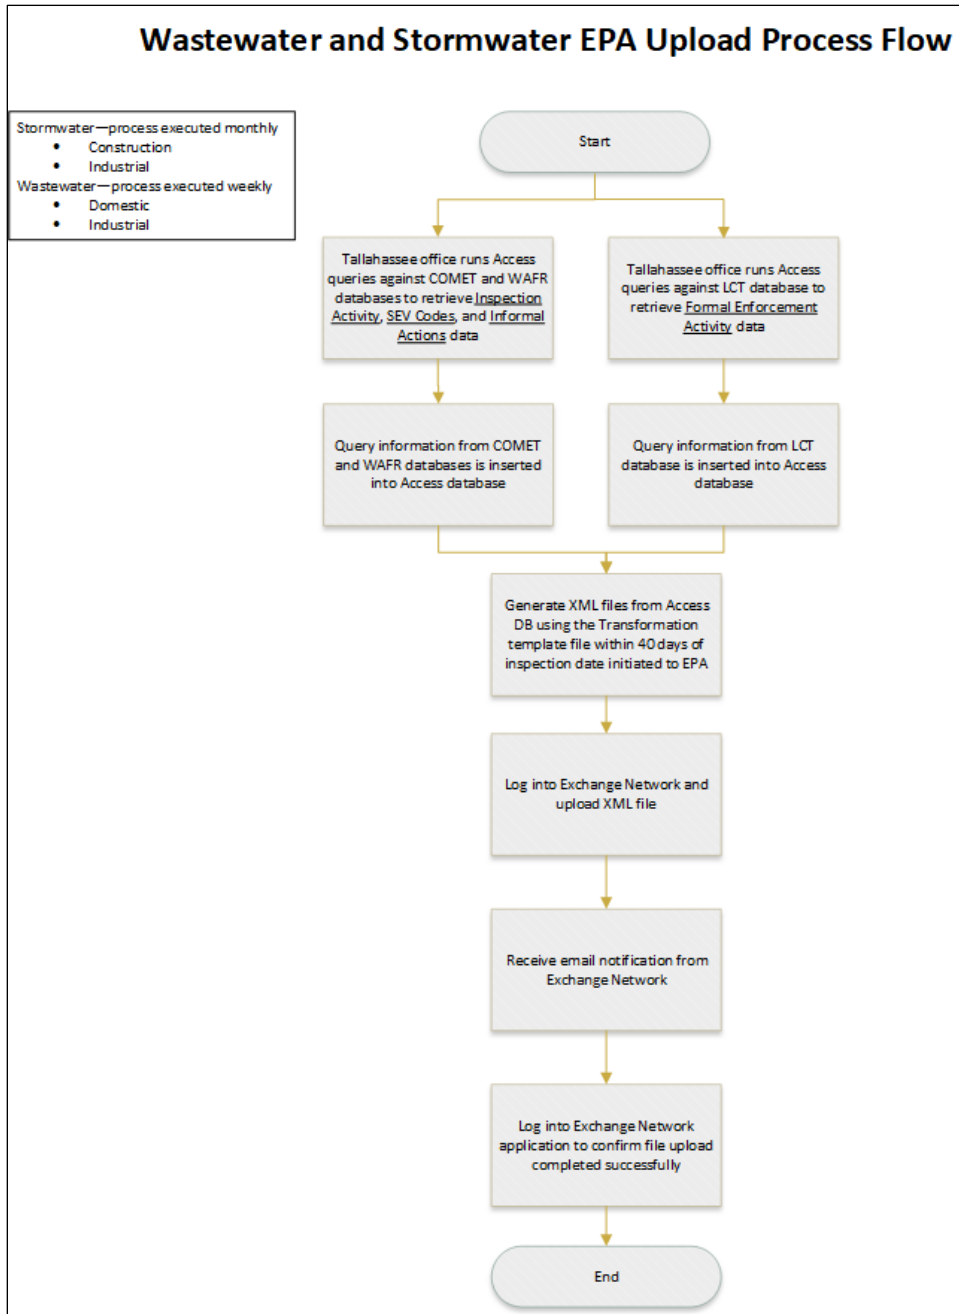 Wastewater and Stormwater EPA Upload Process Flow
Stormwater—process executed monthly
• Construction
• Industrial
Wastewater—process executed weekly
• Domestic
• Industrial
Start
Tallahassee office runs Access
queries against COMET and WAFR
databases to retrieve Inspection
Activity, SEV Codes, and Informal
Actions data
Tallahassee office runs Access
queries against LCT database to
retrieve Formal Enforcement
Activity data
Query information from COMET
and WAFR databases is inserted
into Access database
Query information from LCT
database is inserted into Access
database
Generate XML files from Access
DB using the Transformation
template file within 40 days of
inspection date initiated to EPA
Log into Exchange Network and
upload XML file
Receive email notification from
Exchange Network
Log into Exchange Network
application to confirm file upload
completed successfully
End